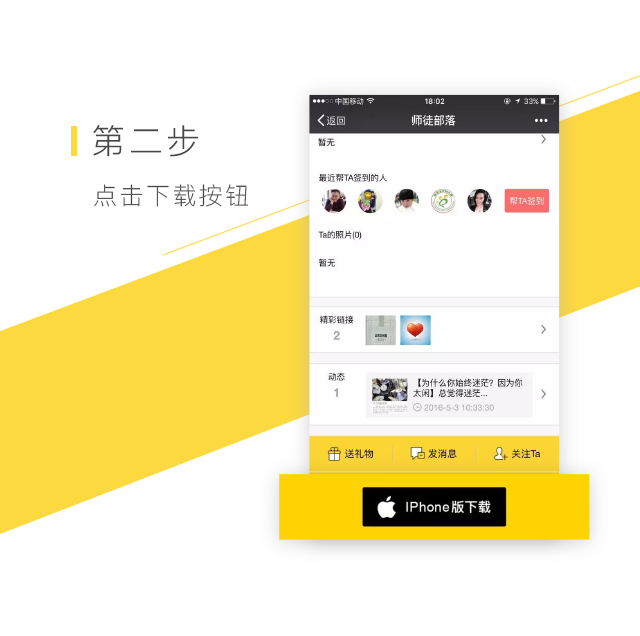 第二步
点击下载按钮
中国移动
18:02
33%
返回
师徒部落
暂无
最近帮TA签到的人
帮TA签到
Ta的照片(0)
暂无
精彩链接
2
动态
1
【为什么你始终迷茫？因为你
太闲】总觉得迷茫...
2016-5-3 10:33:30
送礼物
发消息
关注Ta
IPhone版下载